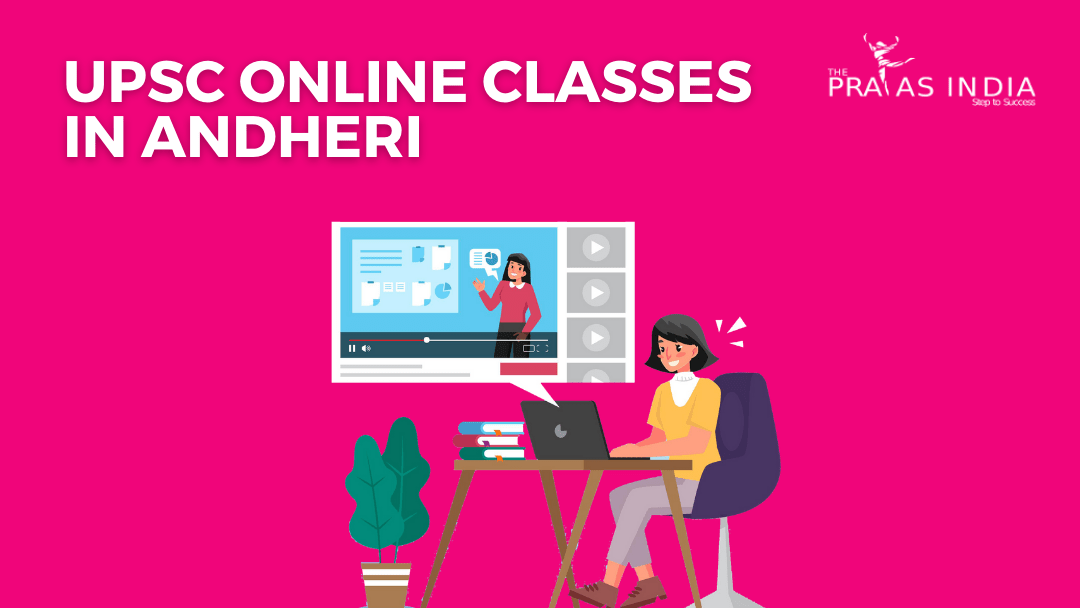 UPSC ONLINE CLASSES
IN ANDHERI
THE
PRAYAS INDIA
Step to Success